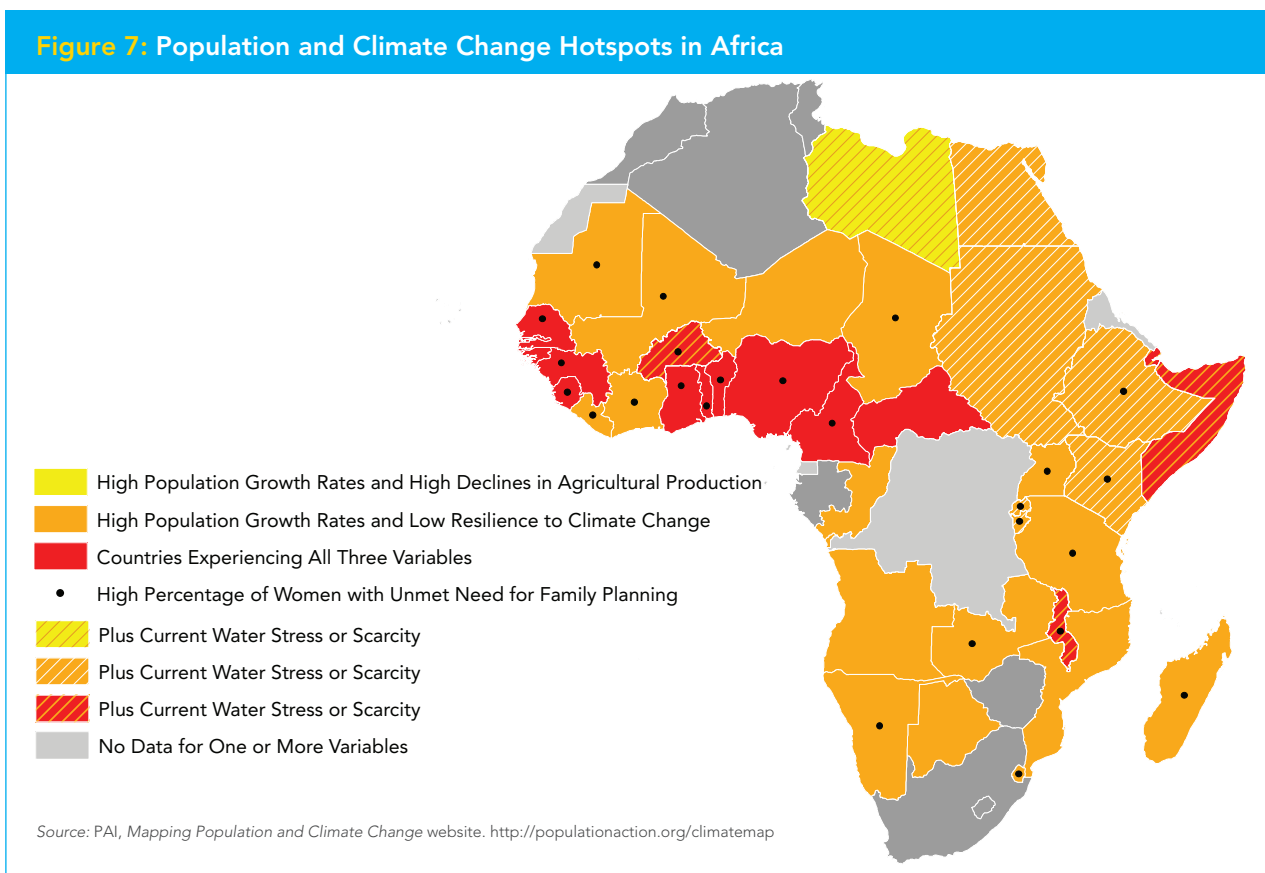 Figure 7: Population and Climate Change Hotspots in Africa
High Population Growth Rates and High Declines in Agricultural Production
High Population Growth Rates and Low Resilience to Climate Change
Countries Experiencing All Three Variables
High Percentage of Women with Unmet Need for Family Planning
Plus Current Water Stress or Scarcity
Plus Current Water Stress or Scarcity
Plus Current Water Stress or Scarcity
No Data for One or More Variables
Source: PAI, Mapping Population and Climate Change website. http://populationaction.org/climatemap